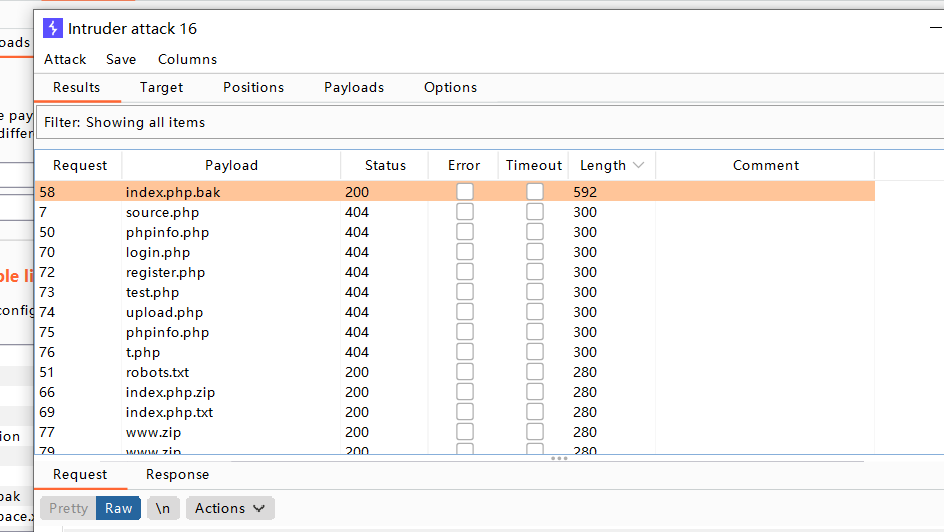 Intruder attack 16
oads
Attack Save Columns
Results Target Positions Payloads Options
e pay
differ
Filter: Showing all items
Request Payload Status Error Timeout Length Comment
58 index.php.bak 200 592
7 source.php 404 300
50 phpinfo.php 404 300
70 login.php 404 300
72 register.php 404 300
ble li
73 test.php 404 300
config
74 upload.php 404 300
75 phpinfo.php 404 300
76 t.php 404 300
51 robots.txt 200 280
66 index.php.zip 200 280
69 index.php.txt 200 280
ion
77 www.zip 200 280
79 www.zip 200 280
Request Response
bak
Pretty Raw \n Actions
pace.x